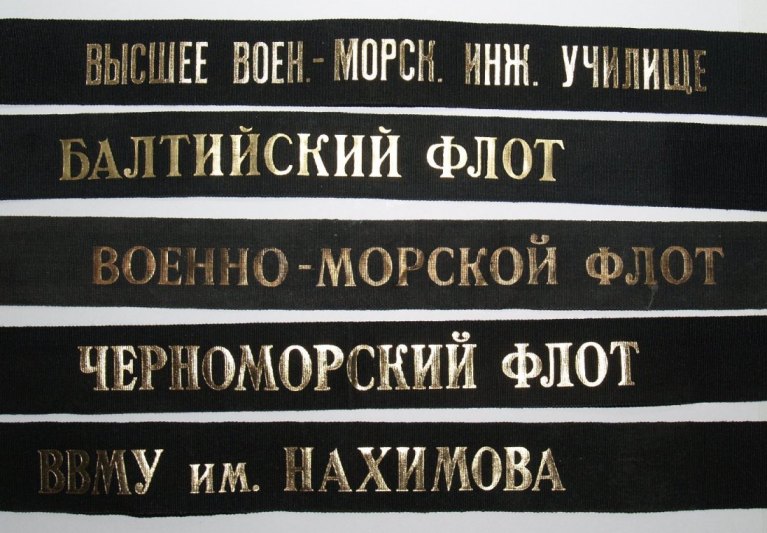 ВЫСШЕЕ ВОЕН.-МОРСК. ИНЖ. УЧИЛИЩЕ
БАЛТИЙСКИЙ ФЛОТ
ВОЕННО-МОРСКОЙ ФЛОТ
ЧЕРНОМОРСКИЙ ФЛОТ
ВВМУ им. НАХИМОВА